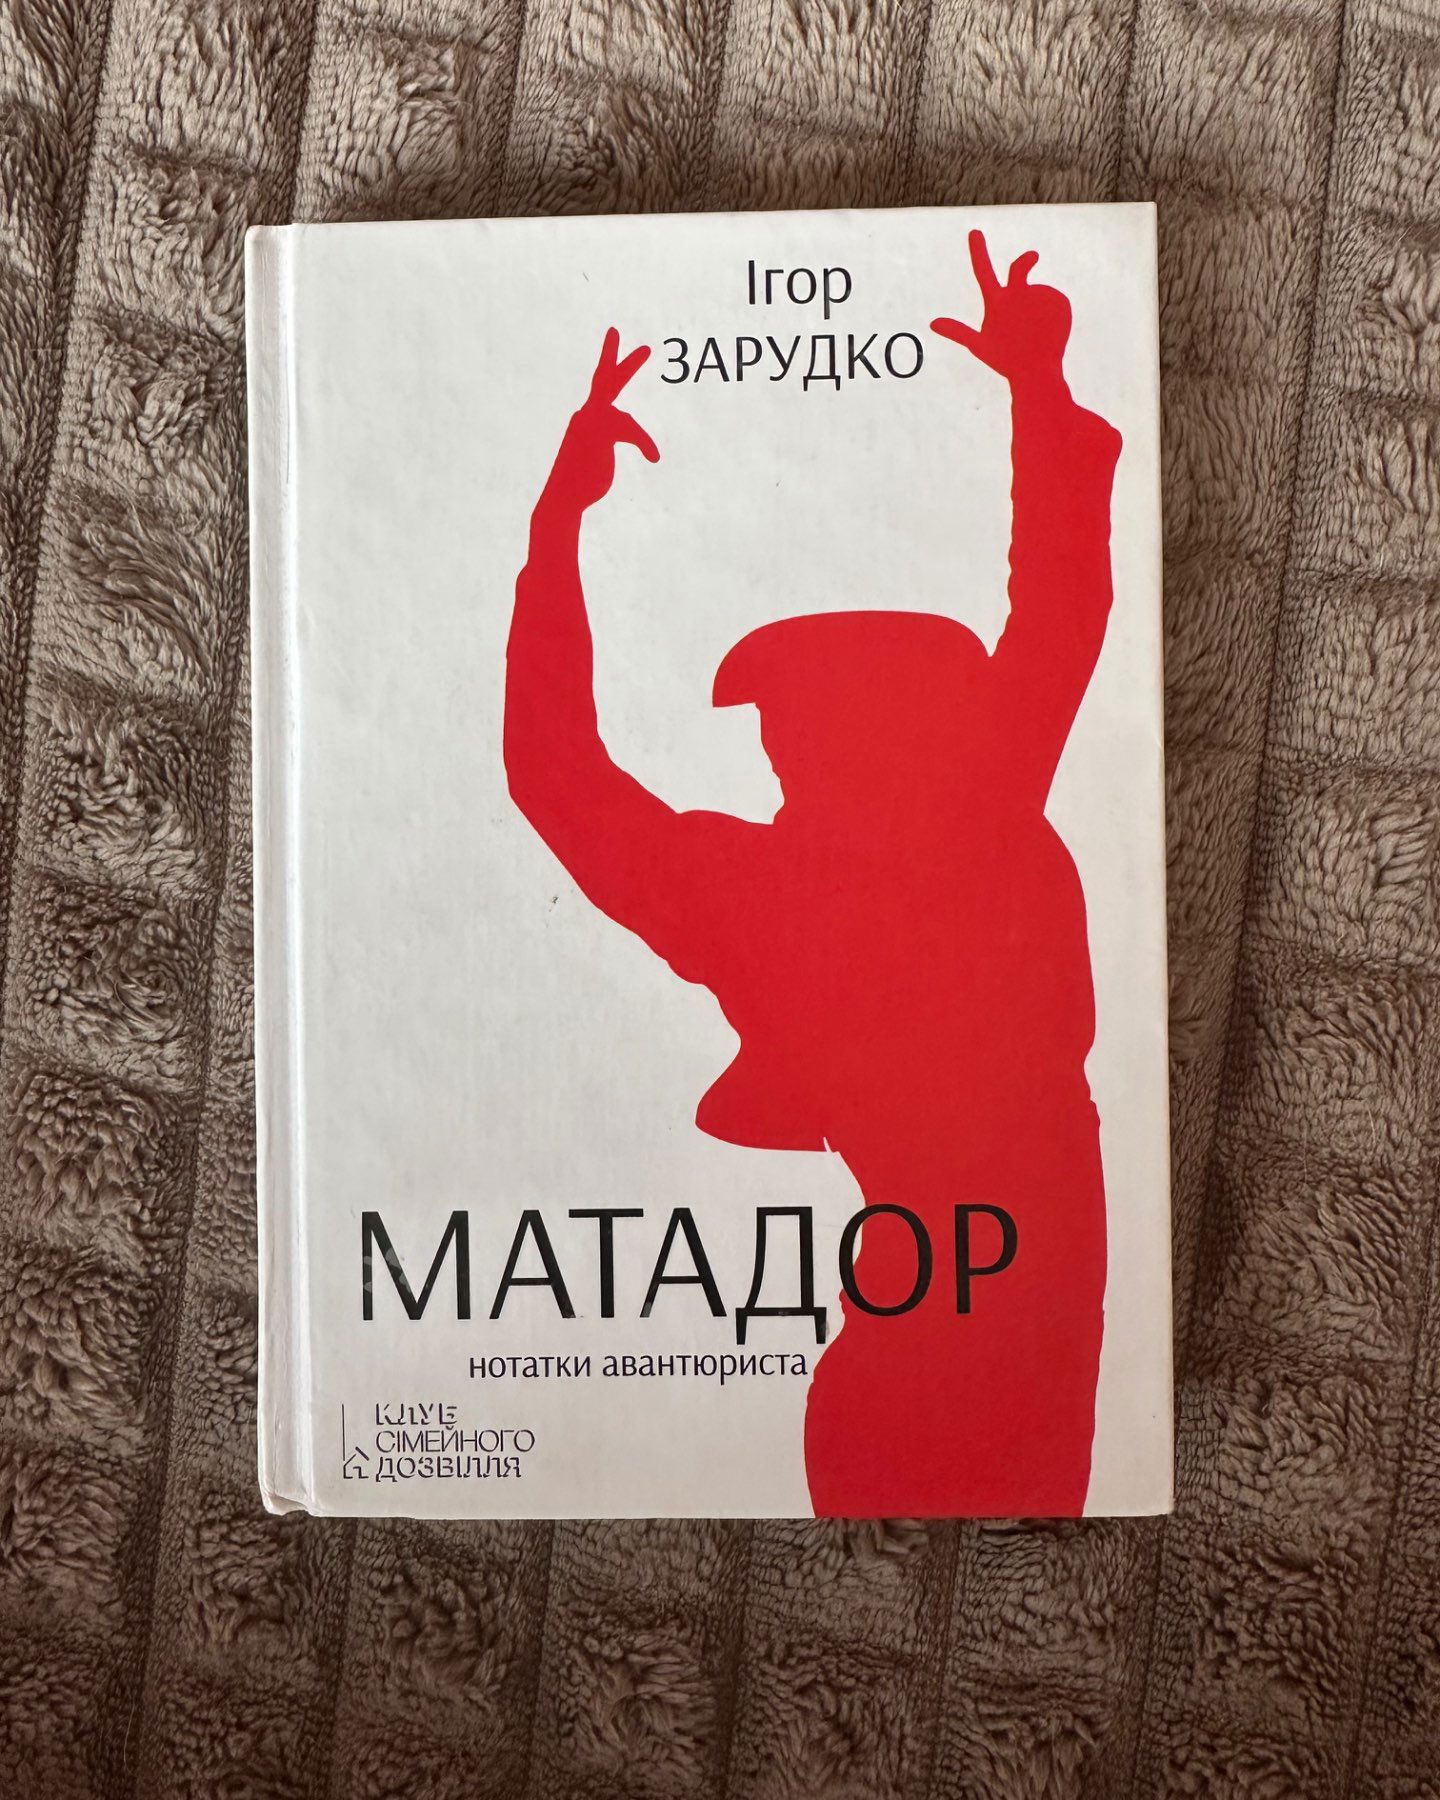 Ігор
ЗАРУДКО
МАТАДОР
нотатки авантюриста
КЛУБ
СІМЕЙНОГО
ДОЗВІЛЛЯ